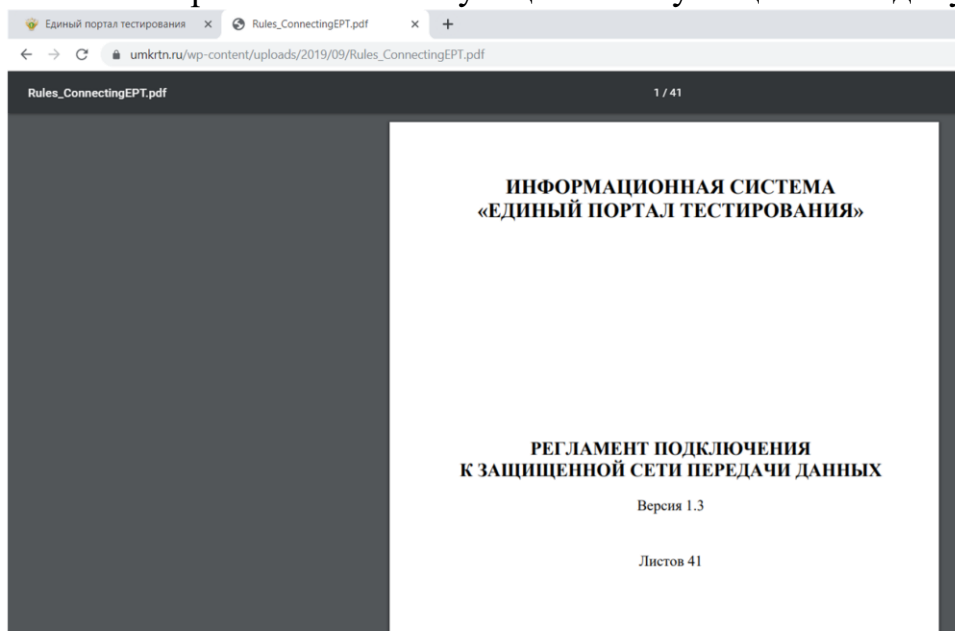 Единый портал тестирования
Rules_ConnectingEPT.pdf
umkrtn.ru/wp-content/uploads/2019/09/Rules_ConnectingEPT.pdf
Rules_ConnectingEPT.pdf
1 / 41
ИНФОРМАЦИОННАЯ СИСТЕМА
«ЕДИНЫЙ ПОРТАЛ ТЕСТИРОВАНИЯ»
РЕГЛАМЕНТ ПОДКЛЮЧЕНИЯ
К ЗАЩИЩЕННОЙ СЕТИ ПЕРЕДАЧИ ДАННЫХ
Версия 1.3
Листов 41